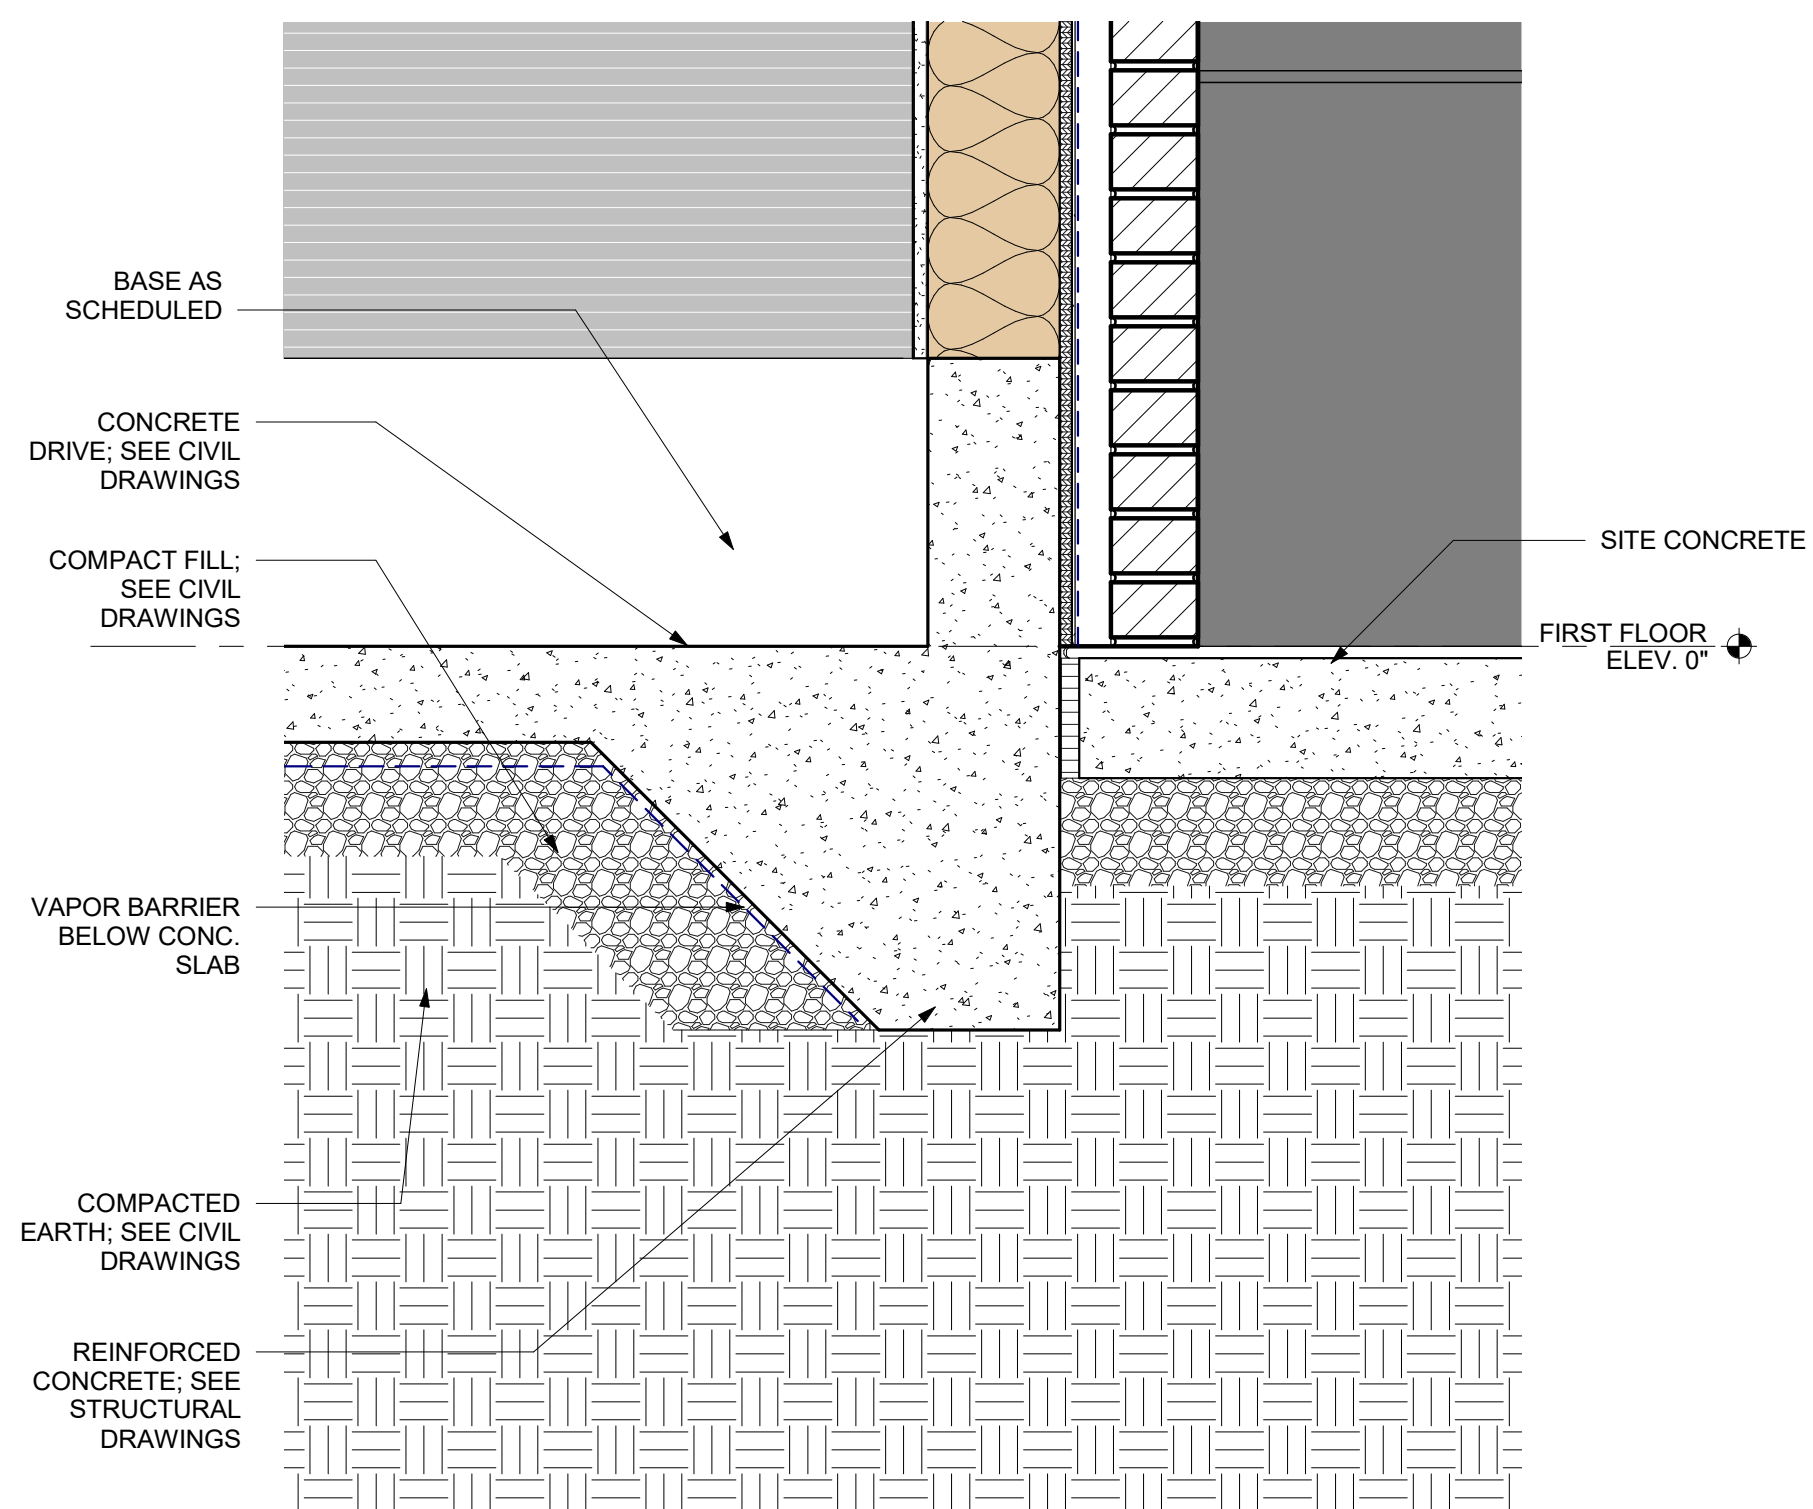 BASE AS
SCHEDULED
CONCRETE
DRIVE; SEE CIVIL
DRAWINGS
COMPACT FILL;
SEE CIVIL
DRAWINGS
SITE CONCRETE
FIRST FLOOR
ELEV. 0"
VAPOR BARRIER
BELOW CONC.
SLAB
COMPACTED
EARTH; SEE CIVIL
DRAWINGS
REINFORCED
CONCRETE; SEE
STRUCTURAL
DRAWINGS